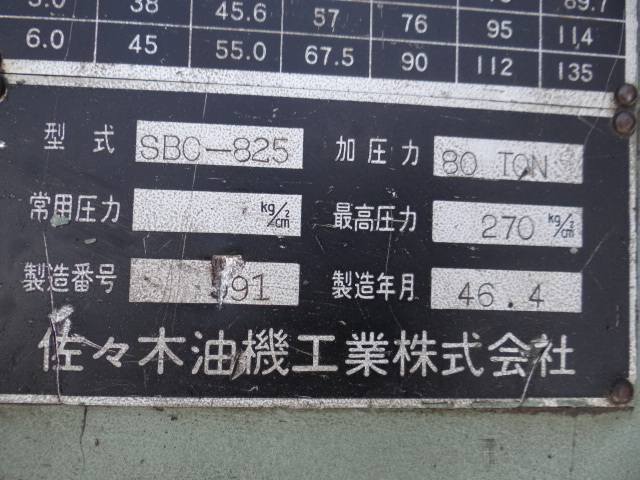 38 45.6 57 76 95 114
6.0 45 55.0 67.5 90 112 135
型式 SBC-825 加圧力 80 TON
常用圧力 kg/cm² 最高圧力 270 kg/cm²
製造番号 591 製造年月 46.4
佐々木油機工業株式会社